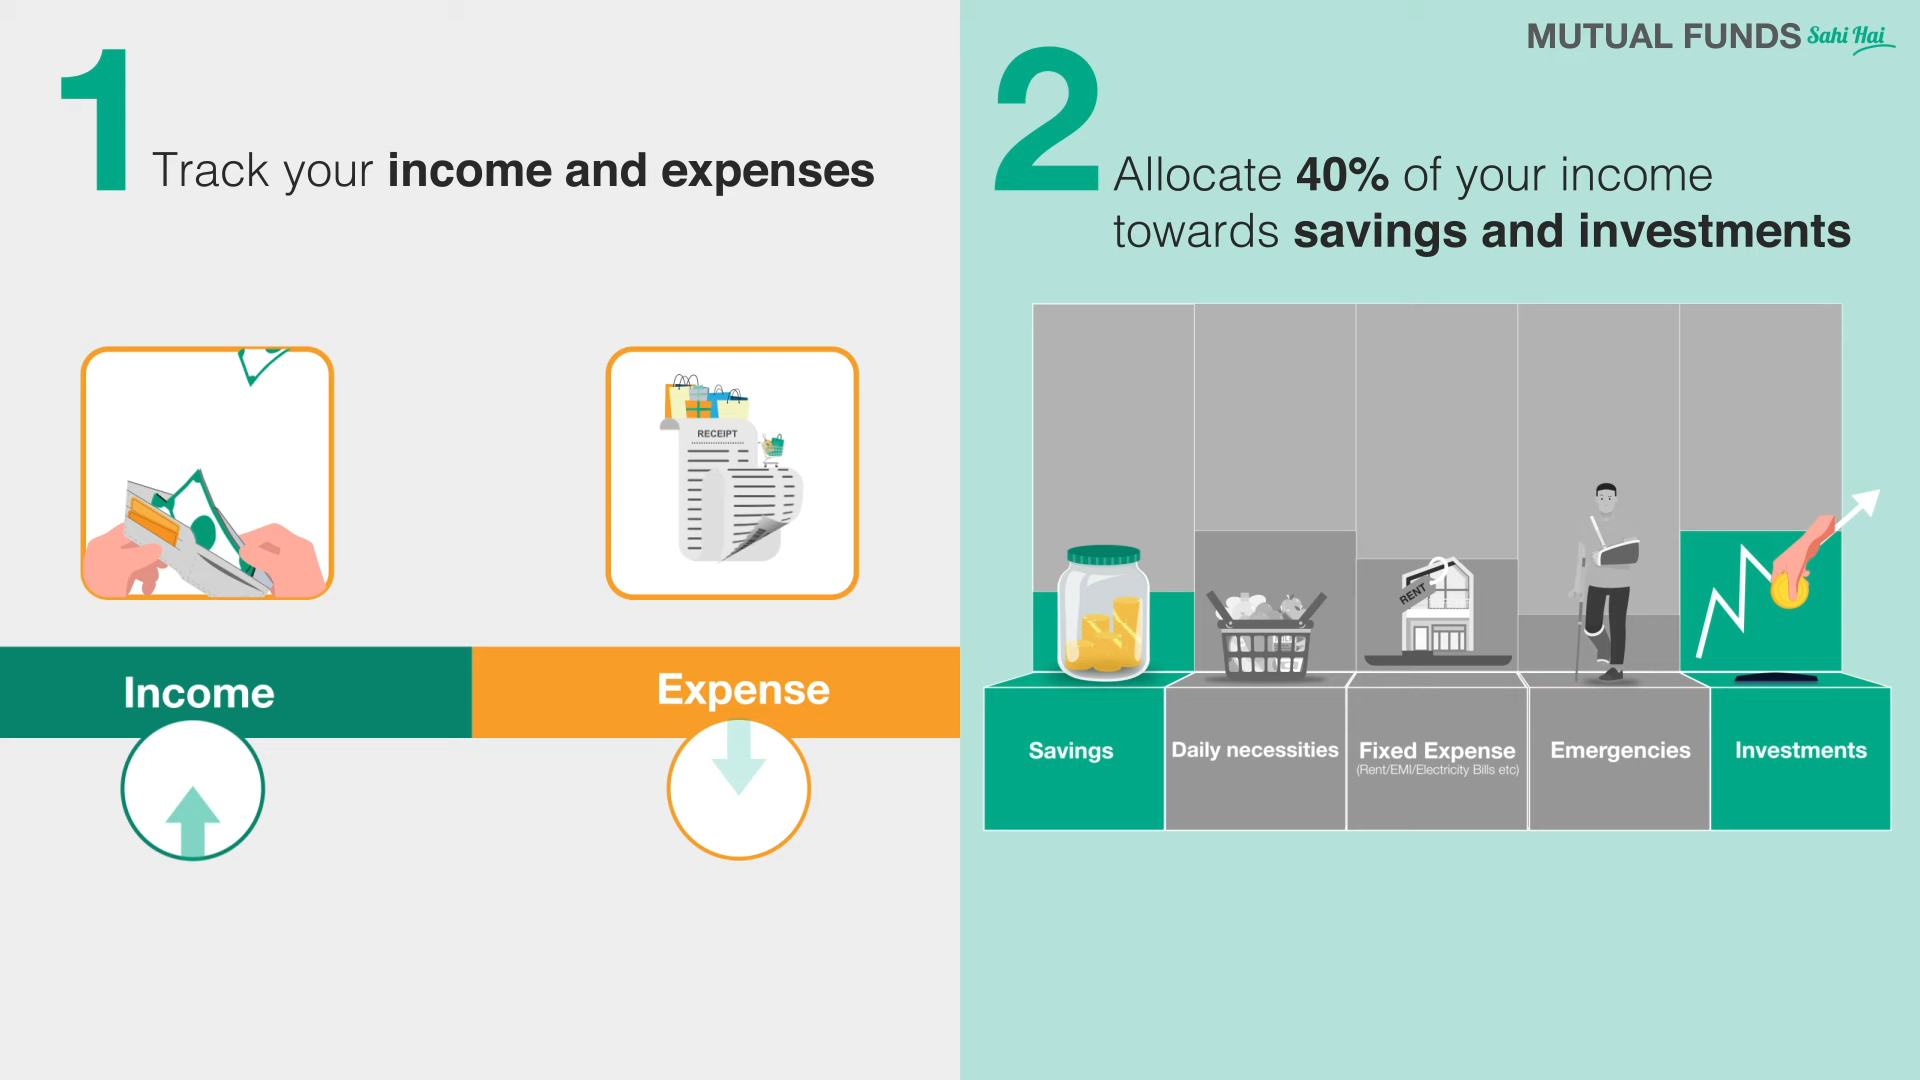 1
Track your income and expenses
RECEIPT
Income
Expense
MUTUAL FUNDS Sahi Hai
2
Allocate 40% of your income
towards savings and investments
RENT
Savings
Daily necessities
Fixed Expense
(Rent/EMI/Electricity Bills etc)
Emergencies
Investments